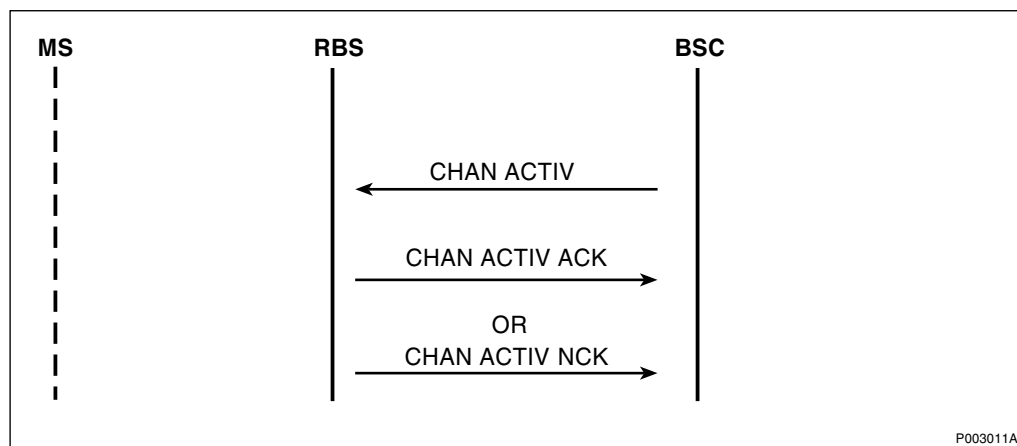 MS RBS BSC
CHAN ACTIV
CHAN ACTIV ACK
OR
CHAN ACTIV NCK
P003011A